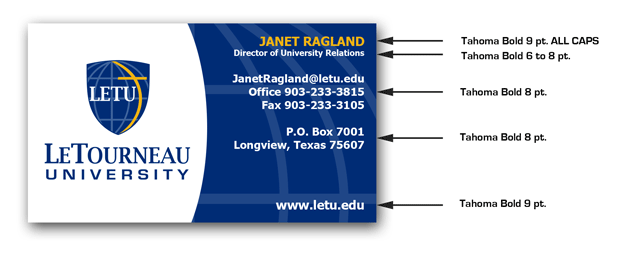 JANET RAGLAND
Director of University Relations
JanetRagland@letu.edu
Office 903-233-3815
Fax 903-233-3105
P.O. Box 7001
Longview, Texas 75607
www.letu.edu
LETU
LETOURNEAU
UNIVERSITY
Tahoma Bold 9 pt. ALL CAPS
Tahoma Bold 6 to 8 pt.
Tahoma Bold 8 pt.
Tahoma Bold 8 pt.
Tahoma Bold 9 pt.